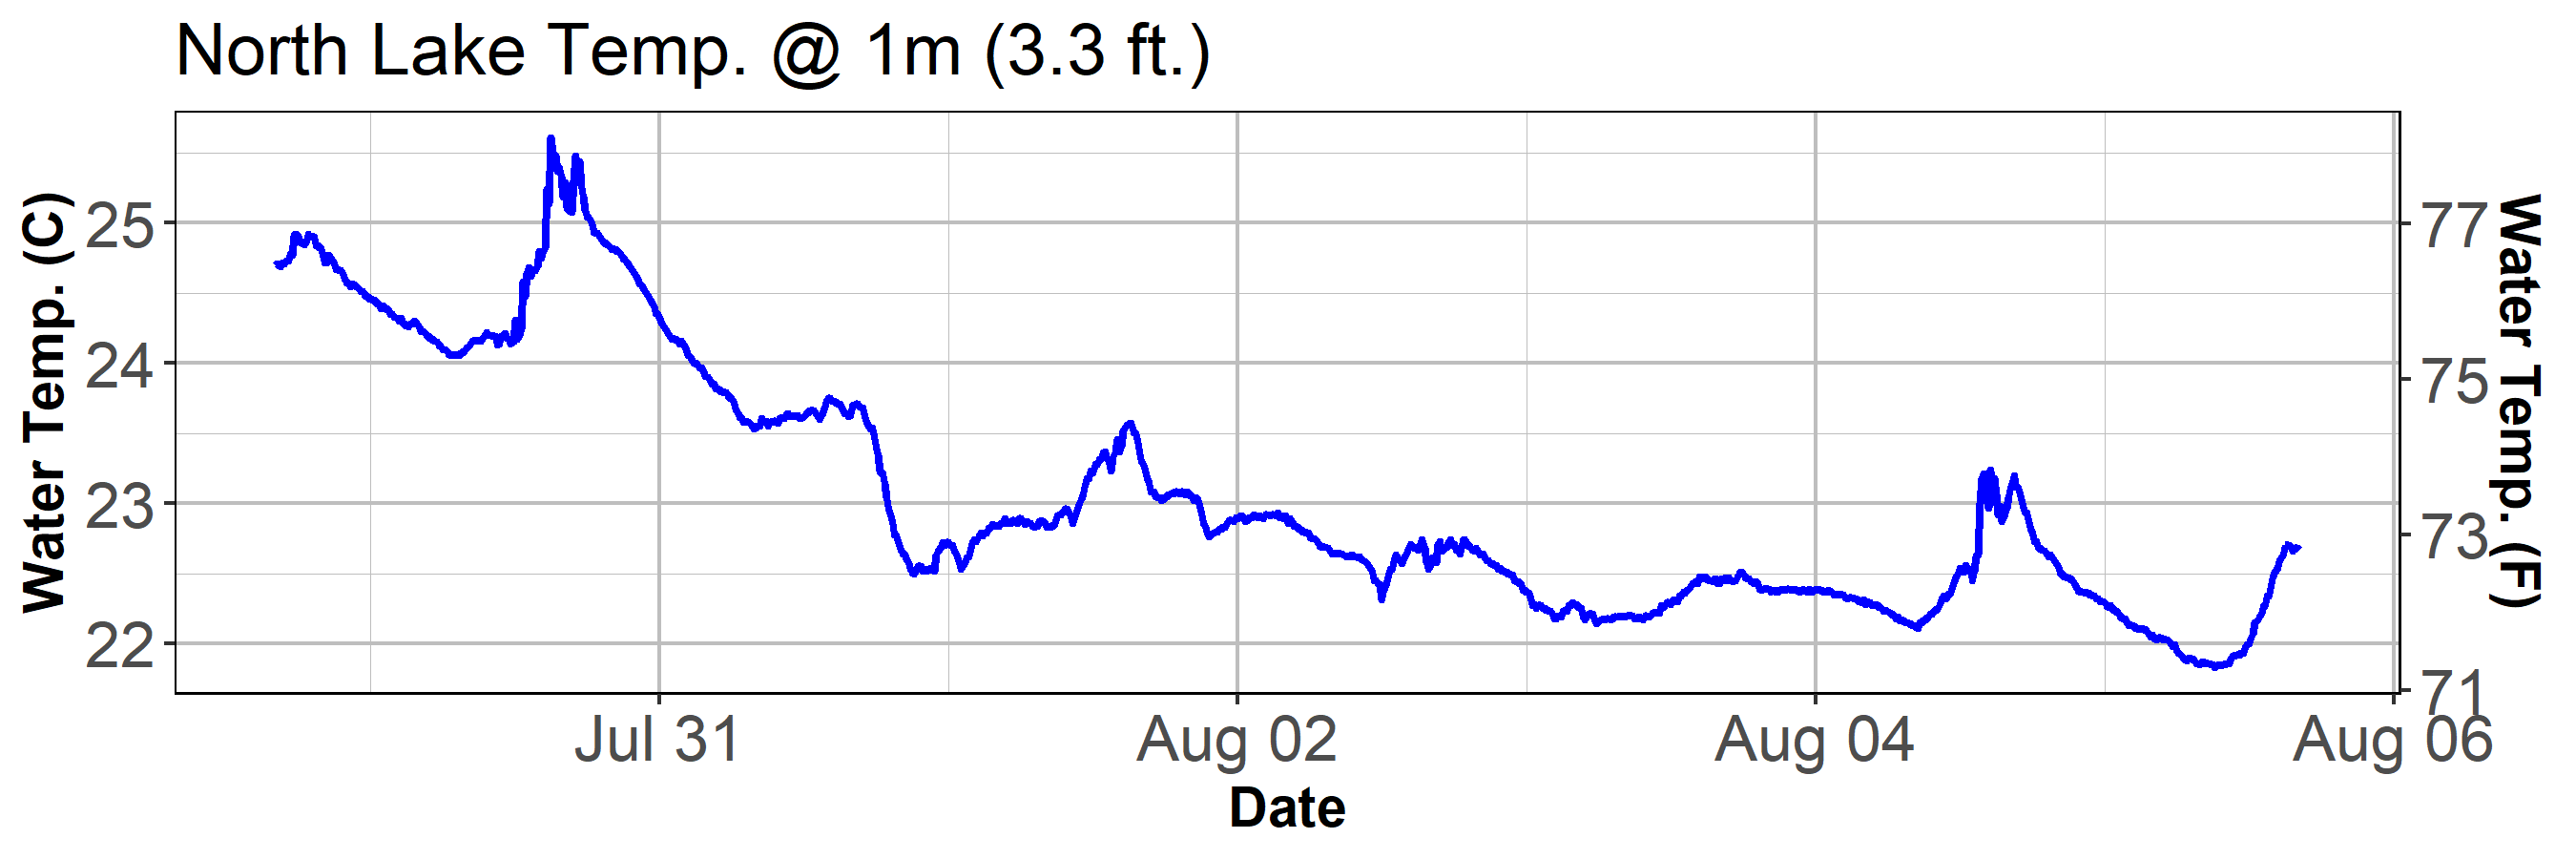 North Lake Temp. @ 1m (3.3 ft.)
Water Temp. (C)
25
24
23
22
77
75
73
71
Water Temp. (F)
Jul 31 Aug 02 Aug 04 Aug 06
Date